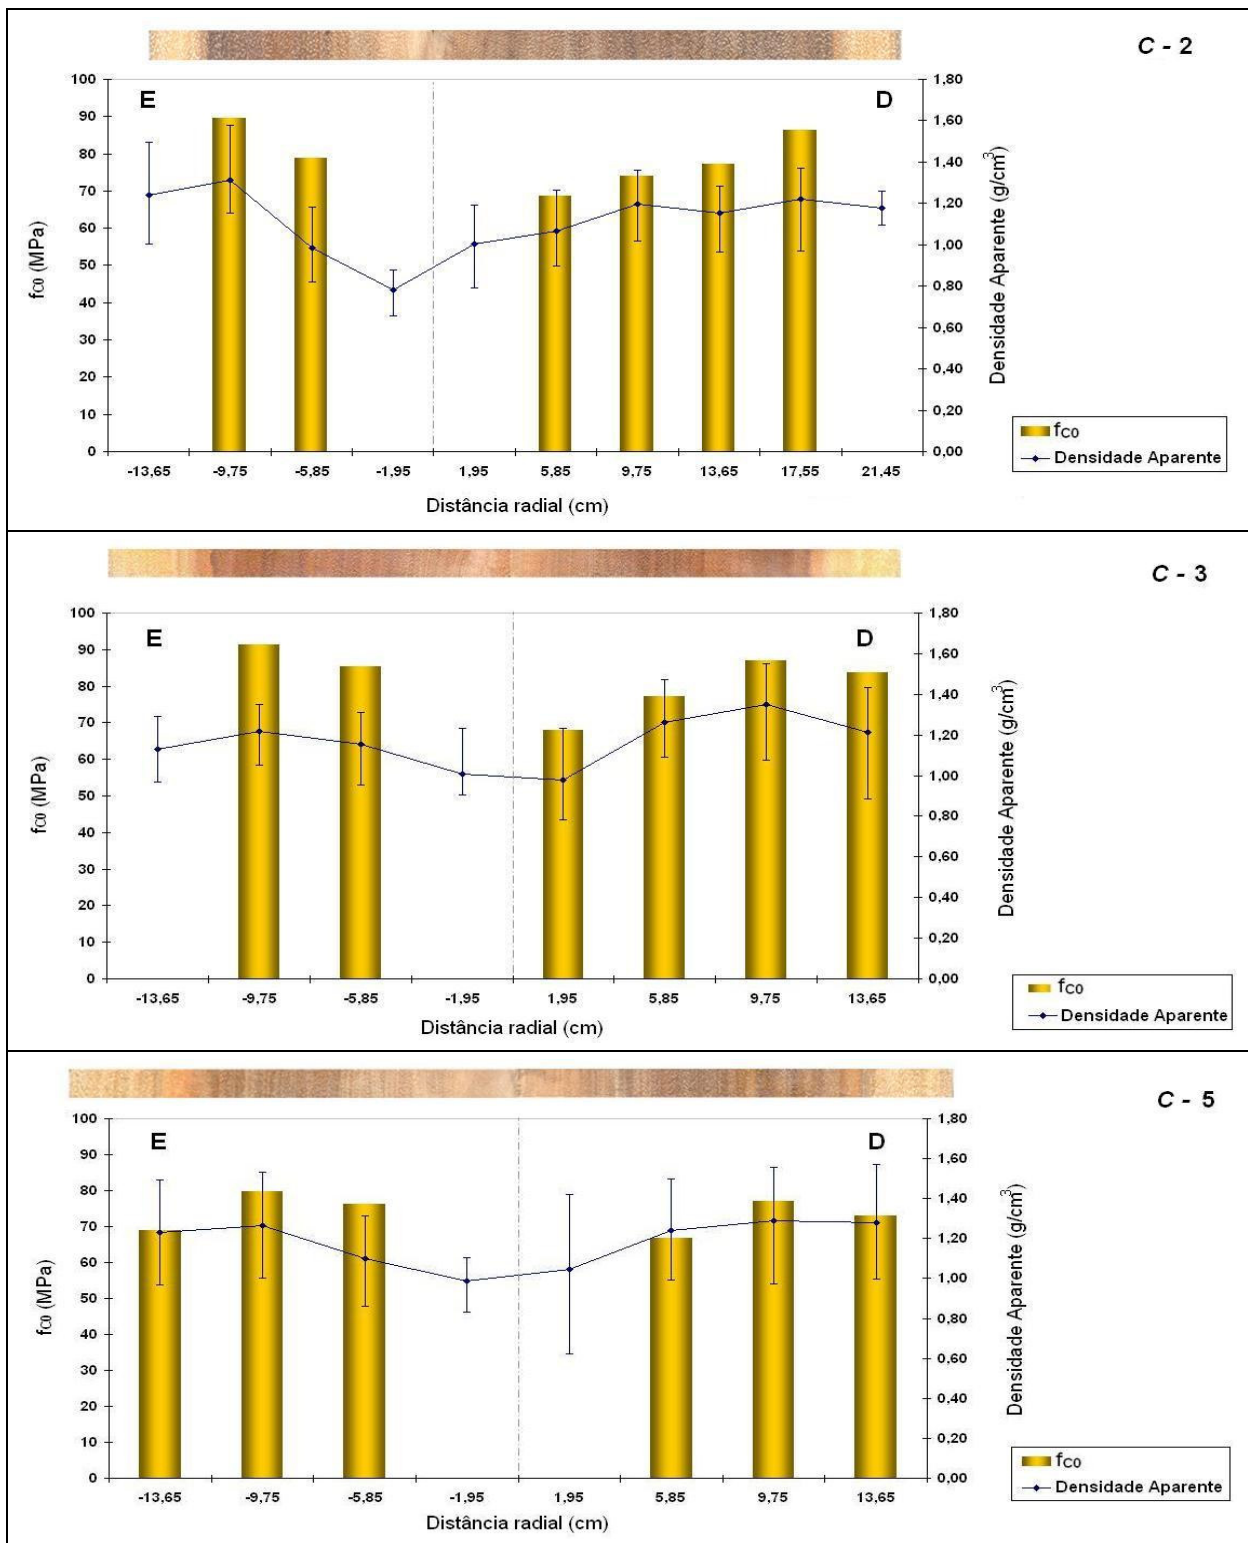 C - 2
E
D
100
90
80
70
60
50
40
30
20
10
0
fc0 (MPa)
1,80
1,60
1,40
1,20
1,00
0,80
0,60
0,40
0,20
0,00
Densidade Aparente (g/cm³)
-13,65 -9,75 -5,85 -1,95 1,95 5,85 9,75 13,65 17,55 21,45
Distância radial (cm)
fC0
Densidade Aparente
C - 3
E
D
100
90
80
70
60
50
40
30
20
10
0
fc0 (MPa)
1,80
1,60
1,40
1,20
1,00
0,80
0,60
0,40
0,20
0,00
Densidade Aparente (g/cm³)
-13,65 -9,75 -5,85 -1,95 1,95 5,85 9,75 13,65
Distância radial (cm)
fC0
Densidade Aparente
C - 5
E
D
100
90
80
70
60
50
40
30
20
10
0
fc0 (MPa)
1,80
1,60
1,40
1,20
1,00
0,80
0,60
0,40
0,20
0,00
Densidade Aparente (g/cm³)
-13,65 -9,75 -5,85 -1,95 1,95 5,85 9,75 13,65
Distância radial (cm)
fC0
Densidade Aparente